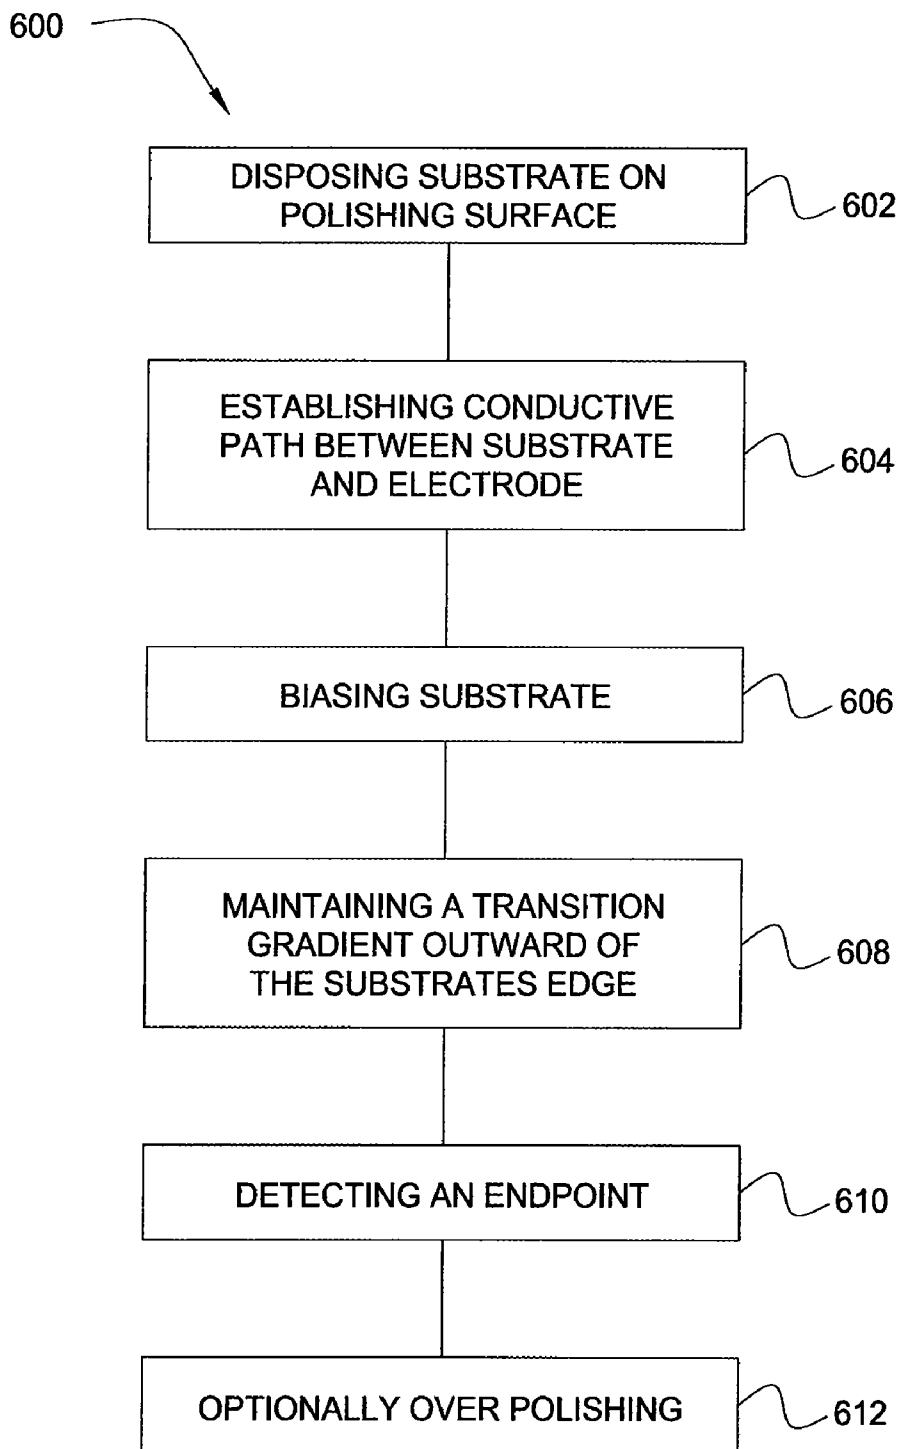 600
DISPOSING SUBSTRATE ON
POLISHING SURFACE
602
ESTABLISHING CONDUCTIVE
PATH BETWEEN SUBSTRATE
AND ELECTRODE
604
BIASING SUBSTRATE
606
MAINTAINING A TRANSITION
GRADIENT OUTWARD OF
THE SUBSTRATES EDGE
608
DETECTING AN ENDPOINT
610
OPTIONALLY OVER POLISHING
612